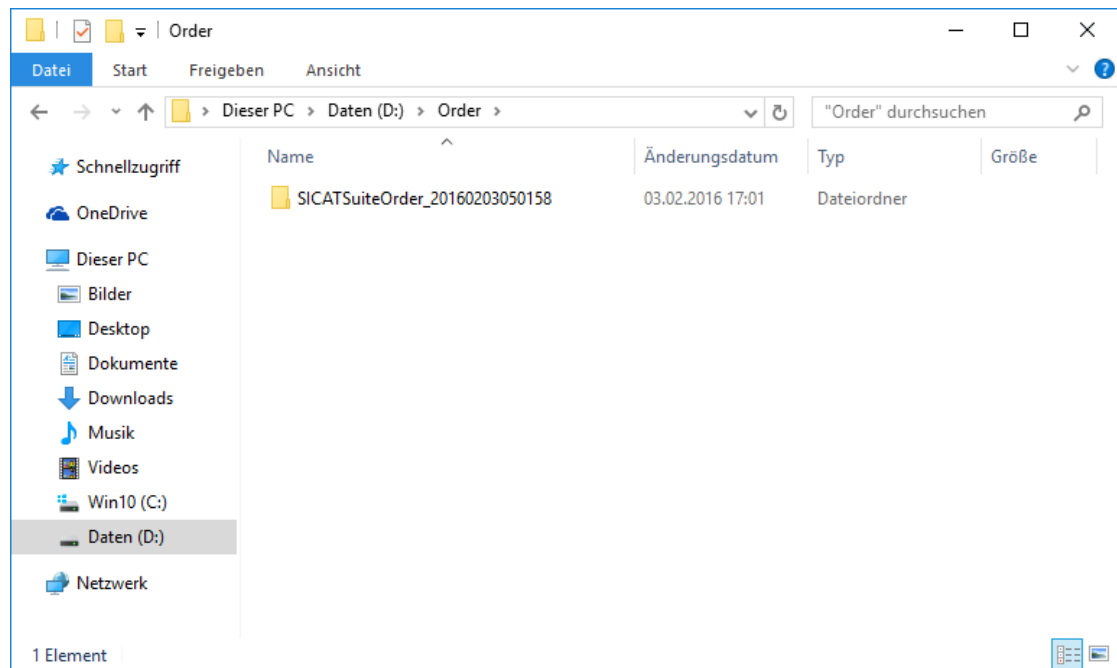 Order
Datei Start Freigeben Ansicht
Dieser PC Daten (D:) Order "Order" durchsuchen
Name Änderungsdatum Typ Größe
SICATSuiteOrder_20160203050158 03.02.2016 17:01 Dateiordner
Schnellzugriff
OneDrive
Dieser PC
Bilder
Desktop
Dokumente
Downloads
Musik
Videos
Win10 (C:)
Daten (D:)
Netzwerk
1 Element